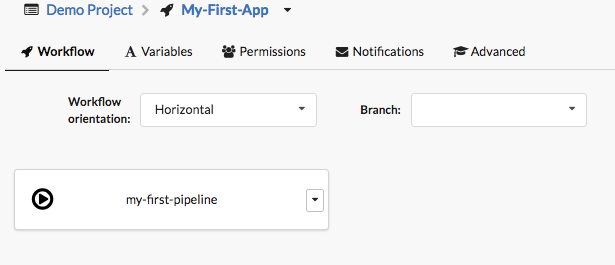 Demo Project My-First-App
Workflow Variables Permissions Notifications Advanced
Workflow
orientation:
Horizontal
Branch:
my-first-pipeline